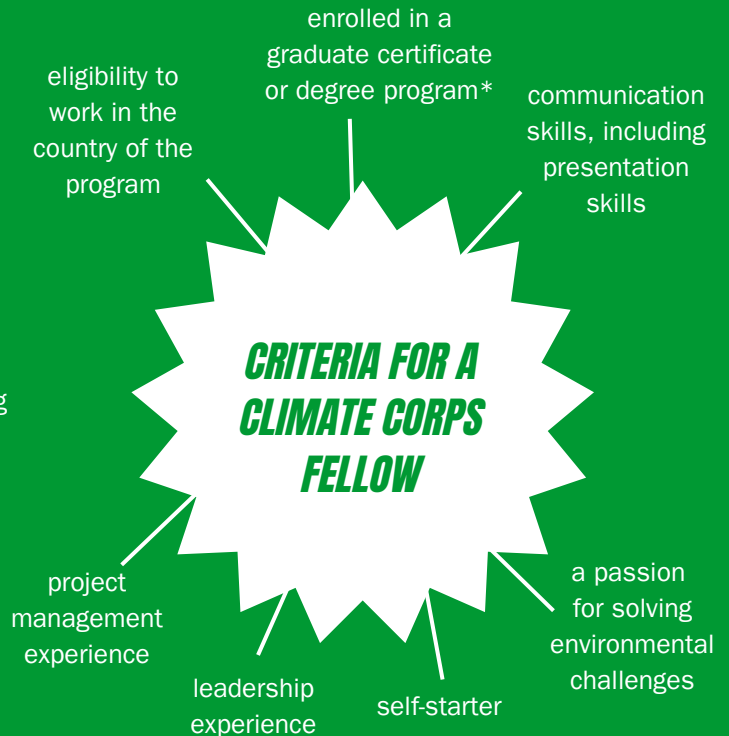 enrolled in a
graduate certificate
or degree program*
eligibility to
work in the
country of the
program
communication
skills, including
presentation
skills
CRITERIA FOR A
CLIMATE CORPS
FELLOW
project
management
experience
leadership
experience
self-starter
a passion
for solving
environmental
challenges